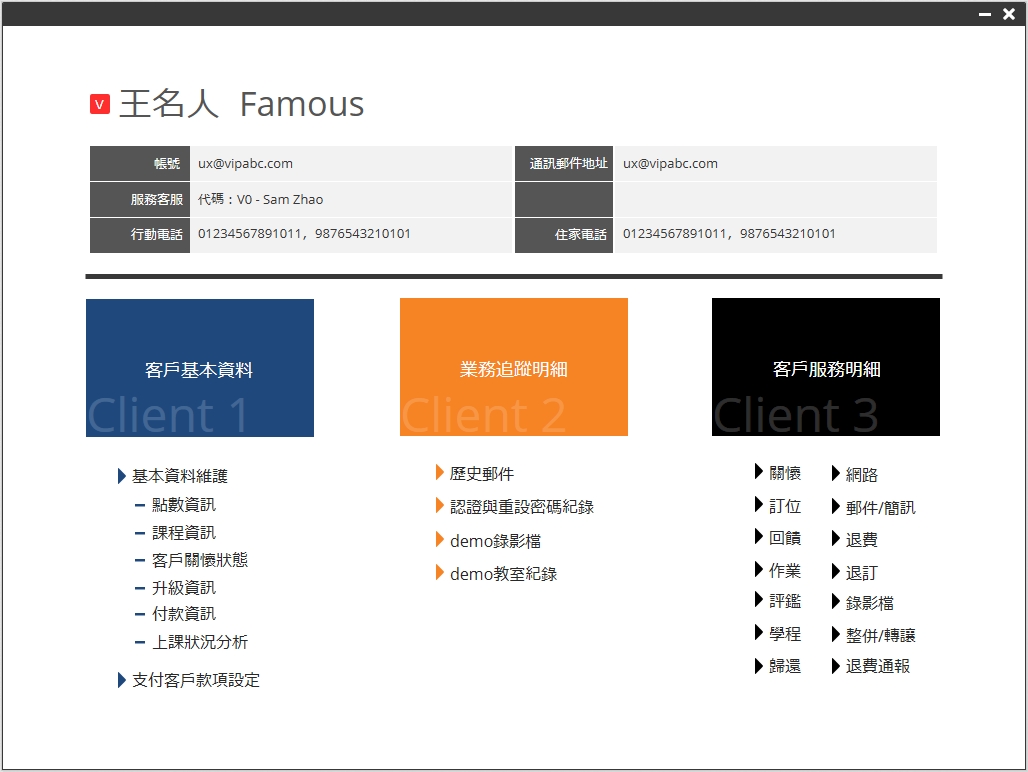 V 王名人 Famous
帳號 ux@vipabc.com 通訊郵件地址 ux@vipabc.com
服務客服 代碼：V0 - Sam Zhao
行動電話 01234567891011，9876543210101 住家電話 01234567891011，9876543210101
客戶基本資料
Client 1
業務追蹤明細
Client 2
客戶服務明細
Client 3
基本資料維護
點數資訊
課程資訊
客戶關懷狀態
升級資訊
付款資訊
上課狀況分析
支付客戶款項設定
歷史郵件
認證與重設密碼紀錄
demo錄影檔
demo教室紀錄
關懷
訂位
回饋
作業
評鑑
學程
歸還
網路
郵件/簡訊
退費
退訂
錄影檔
整併/轉讓
退費通報